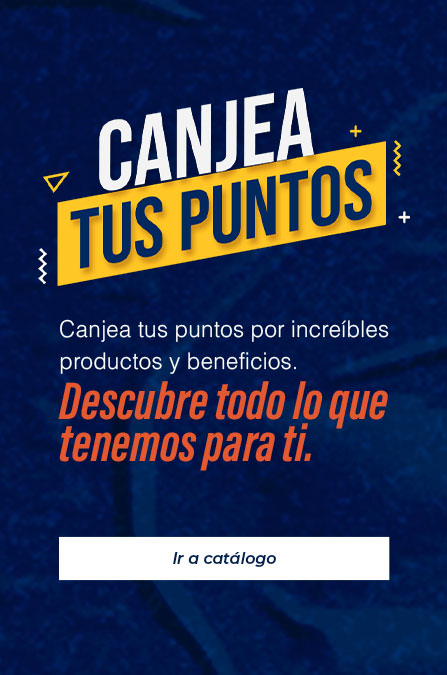 CANJEA
TUS PUNTOS
Canjea tus puntos por increíbles
productos y beneficios.
Descubre todo lo que
tenemos para ti.
Ir a catálogo